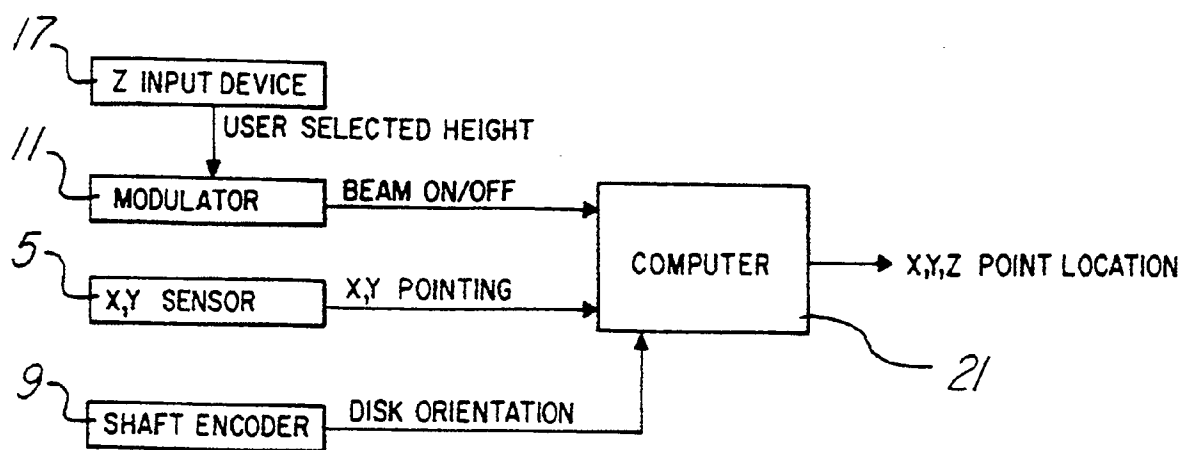 17
Z INPUT DEVICE
USER SELECTED HEIGHT
11
MODULATOR
BEAM ON/OFF
5
X,Y SENSOR
X,Y POINTING
COMPUTER
X,Y,Z POINT LOCATION
21
9
SHAFT ENCODER
DISK ORIENTATION